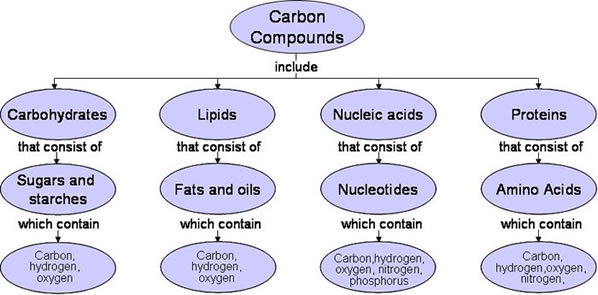 Carbon
Compounds
include
Carbohydrates
Lipids
Nucleic acids
Proteins
that consist of
that consist of
that consist of
that consist of
Sugars and
starches
Fats and oils
Nucleotides
Amino Acids
which contain
which contain
which contain
which contain
Carbon,
hydrogen,
oxygen
Carbon,
hydrogen,
oxygen
Carbon,hydrogen,
oxygen, nitrogen,
phosphorus
Carbon,
hydrogen,oxygen,
nitrogen,